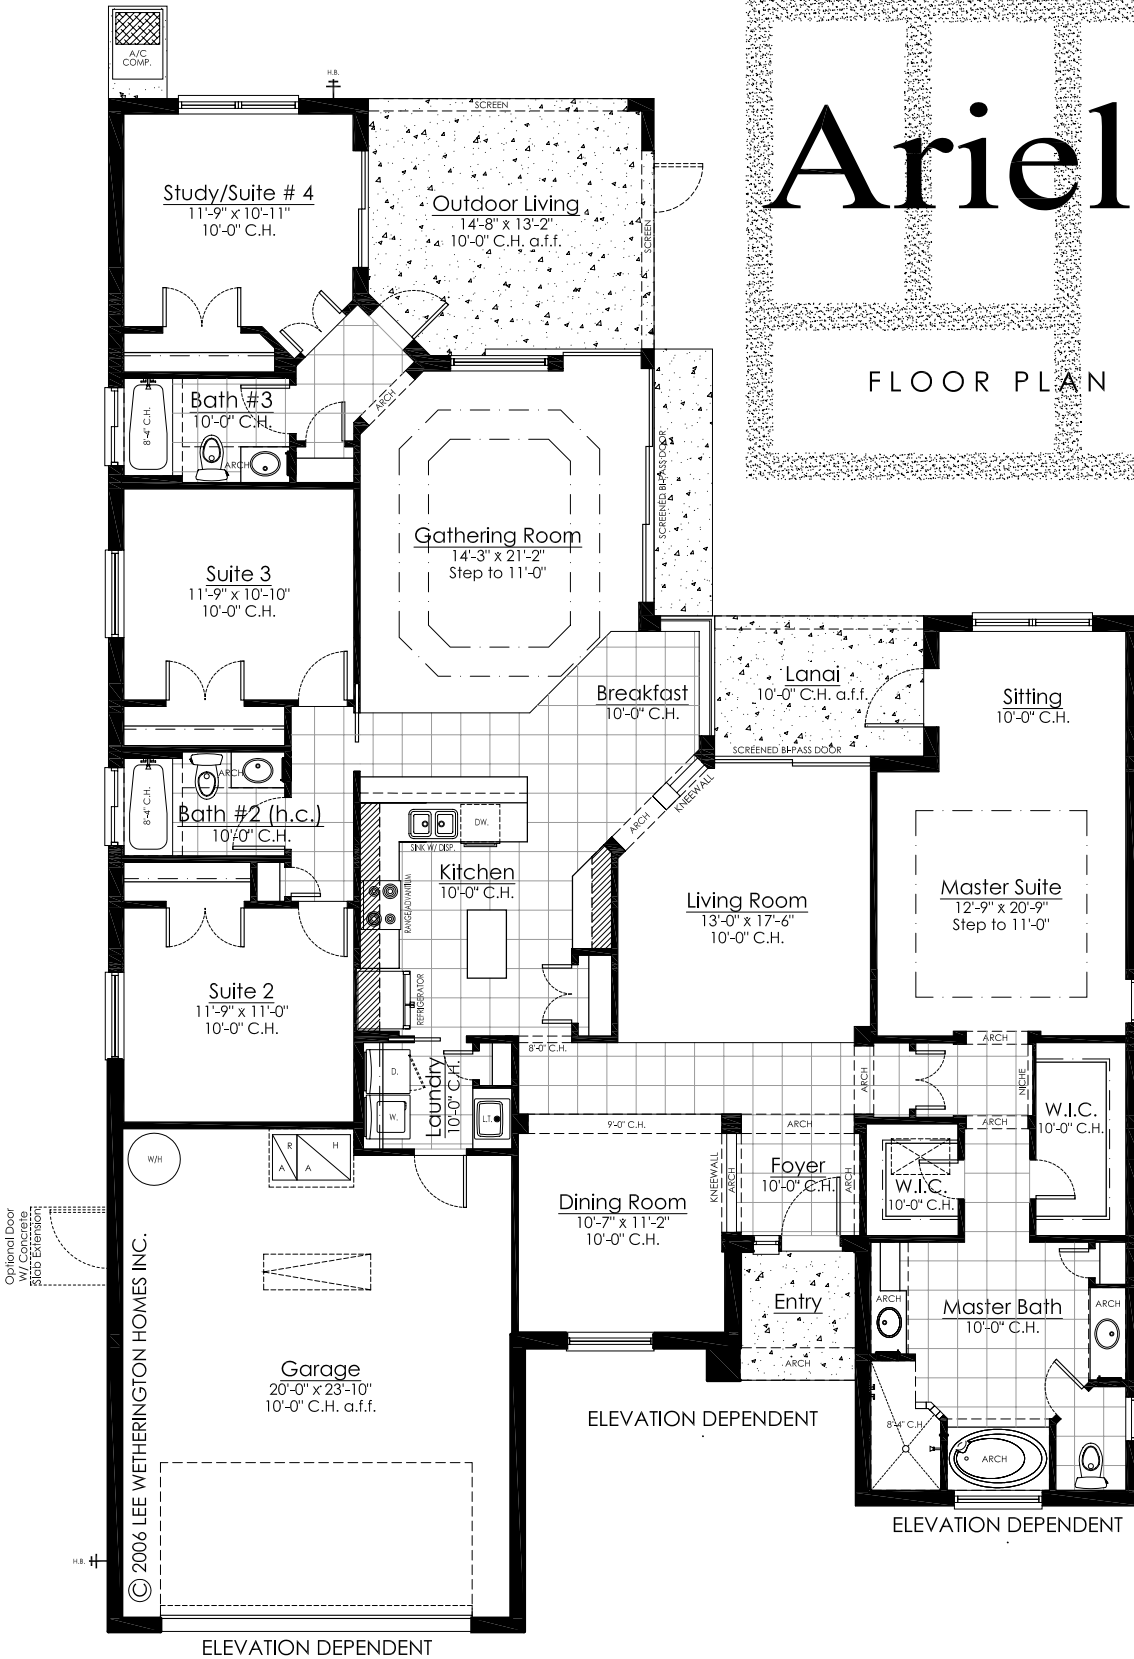 A/C
COMP.
H.B.
SCREEN
Ariel
FLOOR PLAN
Study/Suite # 4
11'-9" x 10'-11"
10'-0" C.H.
Outdoor Living
14'-8" x 13'-2"
10'-0" C.H. a.f.f.
SCREEN
Bath #3
10'-0" C.H.
8'-4" C.H.
ARCH
ARCH
SCREENED BI-PASS DOOR
Gathering Room
14'-3" x 21'-2"
Step to 11'-0"
Suite 3
11'-9" x 10'-10"
10'-0" C.H.
Breakfast
10'-0" C.H.
Lanai
10'-0" C.H. a.f.f.
Sitting
10'-0" C.H.
SCREENED BI-PASS DOOR
ARCH
8'-4" C.H.
Bath #2 (h.c.)
10'-0" C.H.
KNEEWALL
ARCH
DW.
SINK W/ DISP.
Kitchen
10'-0" C.H.
RANGE/ADVANTIUM
REFRIGERATOR
Living Room
13'-0" x 17'-6"
10'-0" C.H.
Master Suite
12'-9" x 20'-9"
Step to 11'-0"
Suite 2
11'-9" x 11'-0"
10'-0" C.H.
8'-0" C.H.
ARCH
D.
W.
Laundry
10'-0" C.H.
L.T.
ARCH
NICHE
W.I.C.
10'-0" C.H.
9'-0" C.H.
ARCH
ARCH
W/H
R
H
A
A
KNEEWALL
ARCH
Foyer
10'-0" C.H.
ARCH
W.I.C.
10'-0" C.H.
Dining Room
10'-7" x 11'-2"
10'-0" C.H.
Optional Door
W/ Concrete
Slab Extension
Entry
ARCH
ARCH
Master Bath
10'-0" C.H.
ARCH
Garage
20'-0" x 23'-10"
10'-0" C.H. a.f.f.
ARCH
8'-4" C.H.
ELEVATION DEPENDENT
ELEVATION DEPENDENT
© 2006 LEE WETHERINGTON HOMES INC.
H.B.
ELEVATION DEPENDENT